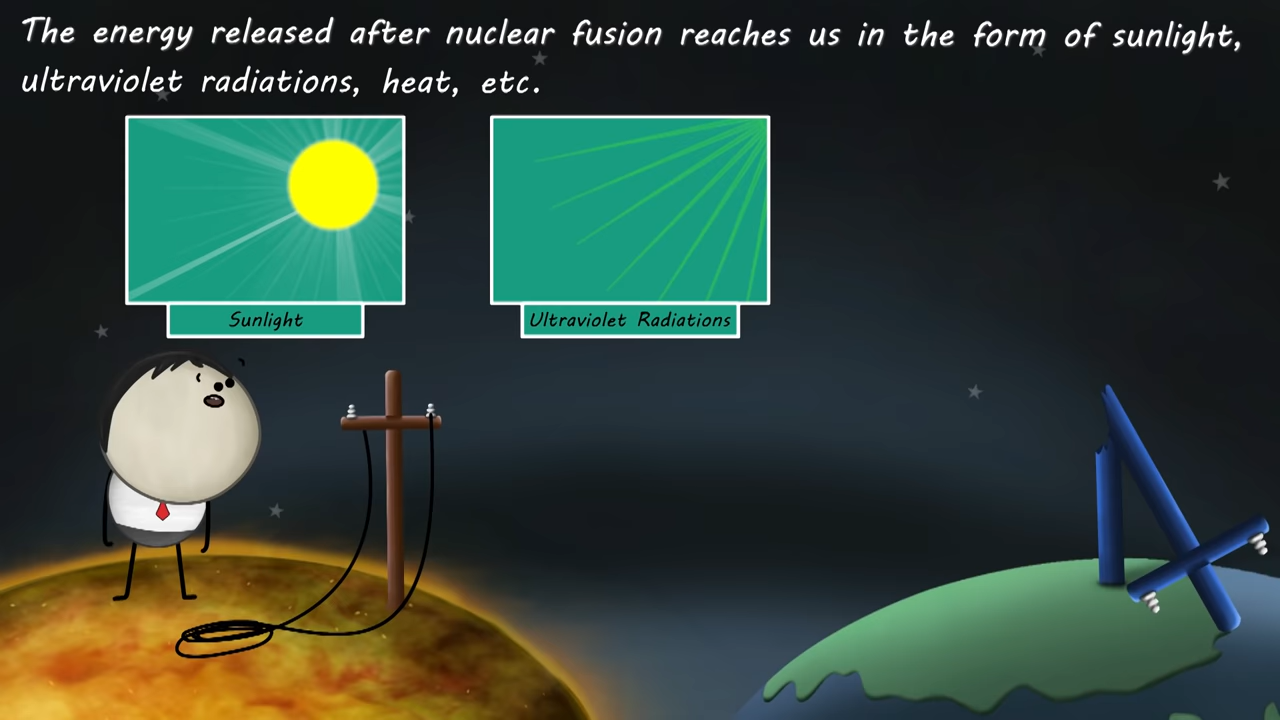 The energy released after nuclear fusion reaches us in the form of sunlight,
ultraviolet radiations, heat, etc.
Sunlight
Ultraviolet Radiations